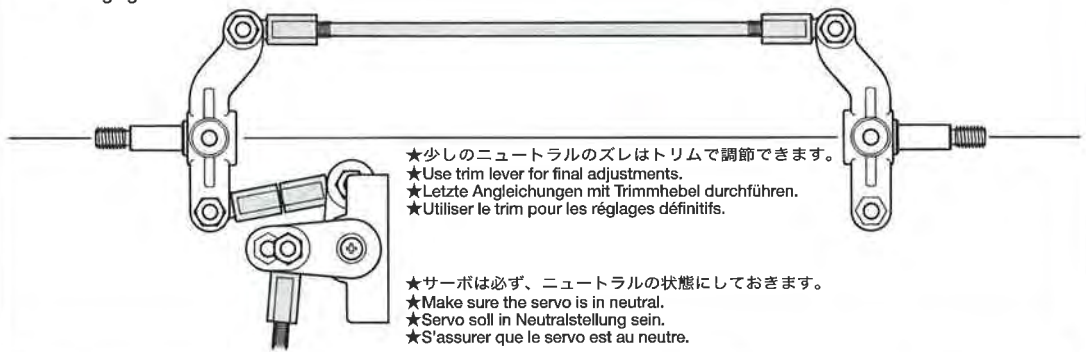 ★少しのニュートラルのズレはトリムで調節できます。
★Use trim lever for final adjustments.
★Letzte Angleichungen mit Trimmhebel durchführen.
★Utiliser le trim pour les réglages définitifs.
★サーボは必ず、ニュートラルの状態にしておきます。
★Make sure the servo is in neutral.
★Servo soll in Neutralstellung sein.
★S'assurer que le servo est au neutre.